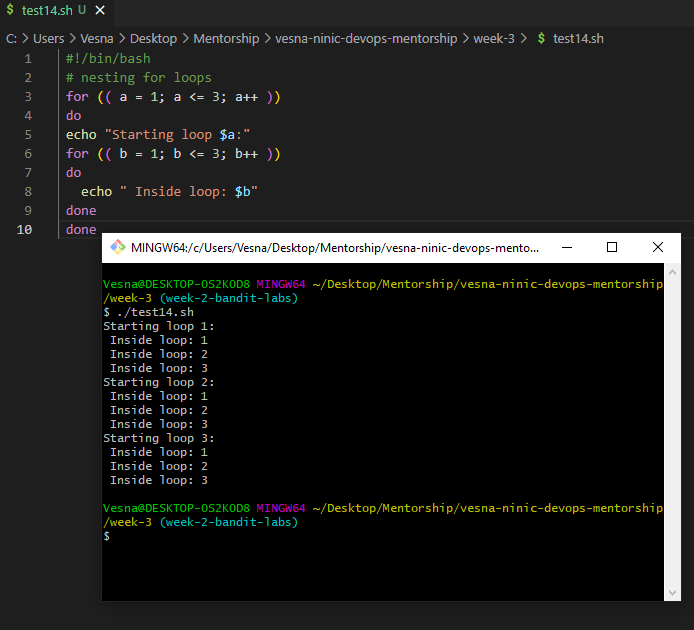 $ test14.sh U ✕
C: > Users > Vesna > Desktop > Mentorship > vesna-ninic-devops-mentorship > week-3 > $ test14.sh
1 #!/bin/bash
2 # nesting for loops
3 for (( a = 1; a <= 3; a++ ))
4 do
5 echo "Starting loop $a:"
6 for (( b = 1; b <= 3; b++ ))
7 do
8   echo " Inside loop: $b"
9 done
10 done
MINGW64:/c/Users/Vesna/Desktop/Mentorship/vesna-ninic-devops-mento...
Vesna@DESKTOP-OS2KOD8 MINGW64 ~/Desktop/Mentorship/vesna-ninic-devops-mentorship
/week-3 (week-2-bandit-labs)
$ ./test14.sh
Starting loop 1:
 Inside loop: 1
 Inside loop: 2
 Inside loop: 3
Starting loop 2:
 Inside loop: 1
 Inside loop: 2
 Inside loop: 3
Starting loop 3:
 Inside loop: 1
 Inside loop: 2
 Inside loop: 3
Vesna@DESKTOP-OS2KOD8 MINGW64 ~/Desktop/Mentorship/vesna-ninic-devops-mentorship
/week-3 (week-2-bandit-labs)
$